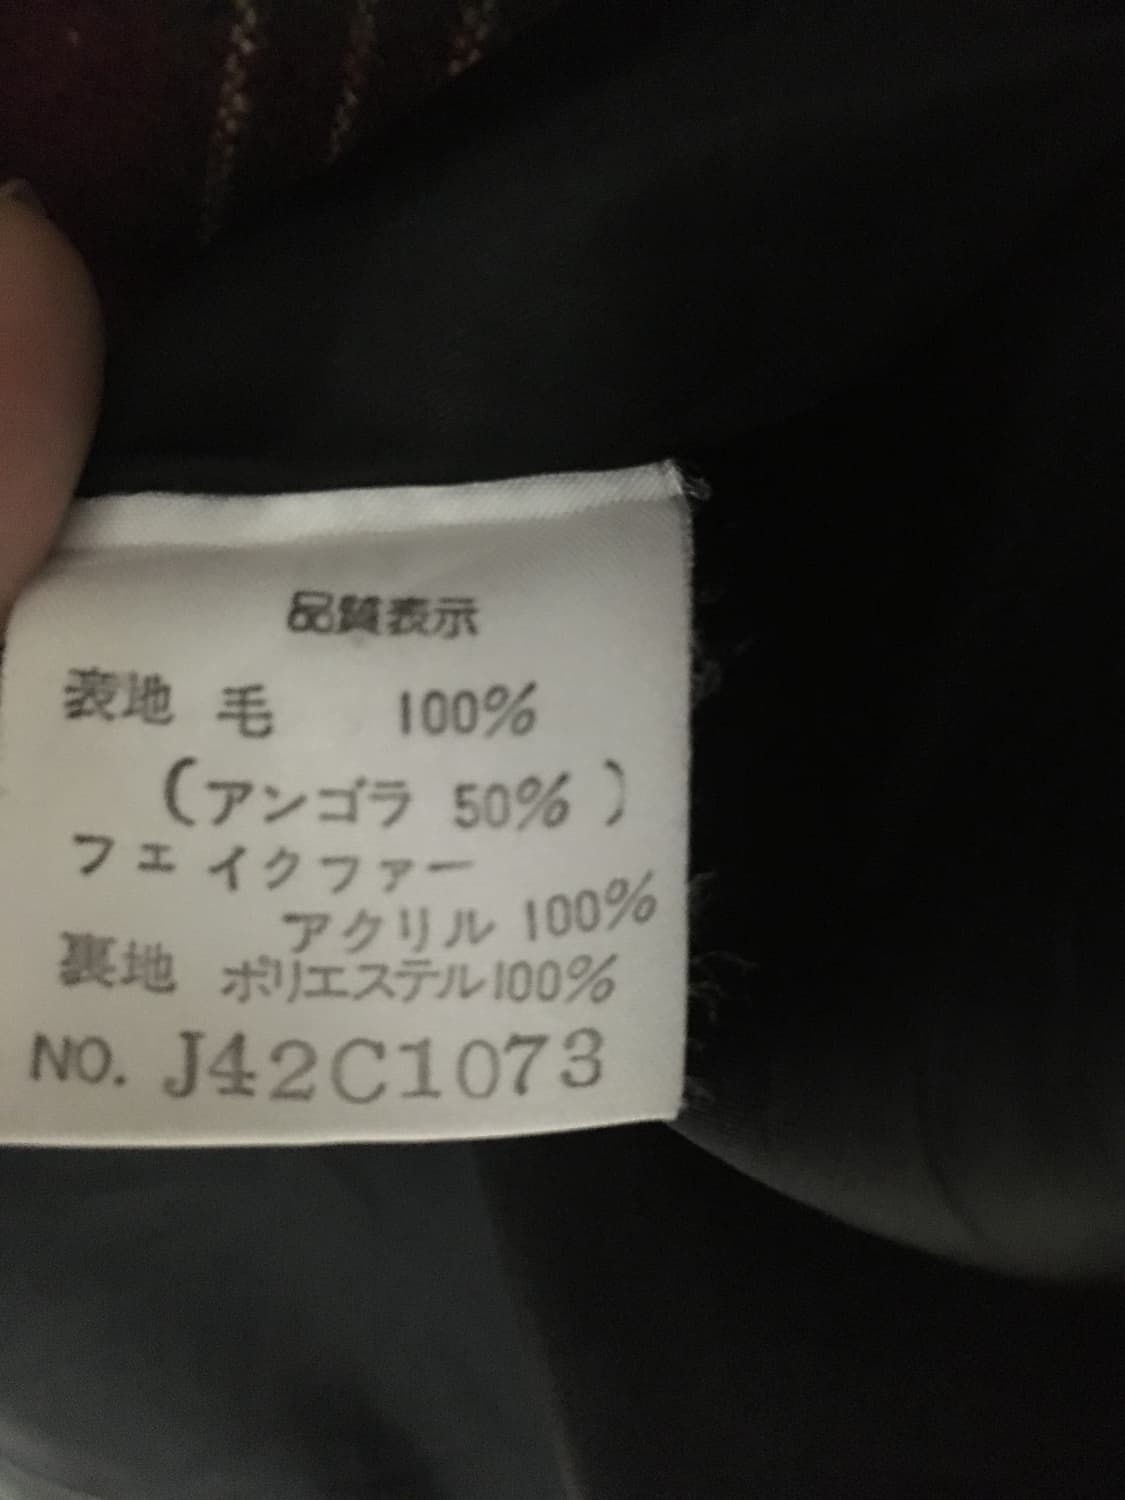 品質表示
表地 毛 100%
(アンゴラ 50%)
フェイクファー
アクリル 100%
裏地 ポリエステル100%
NO. J42C1073